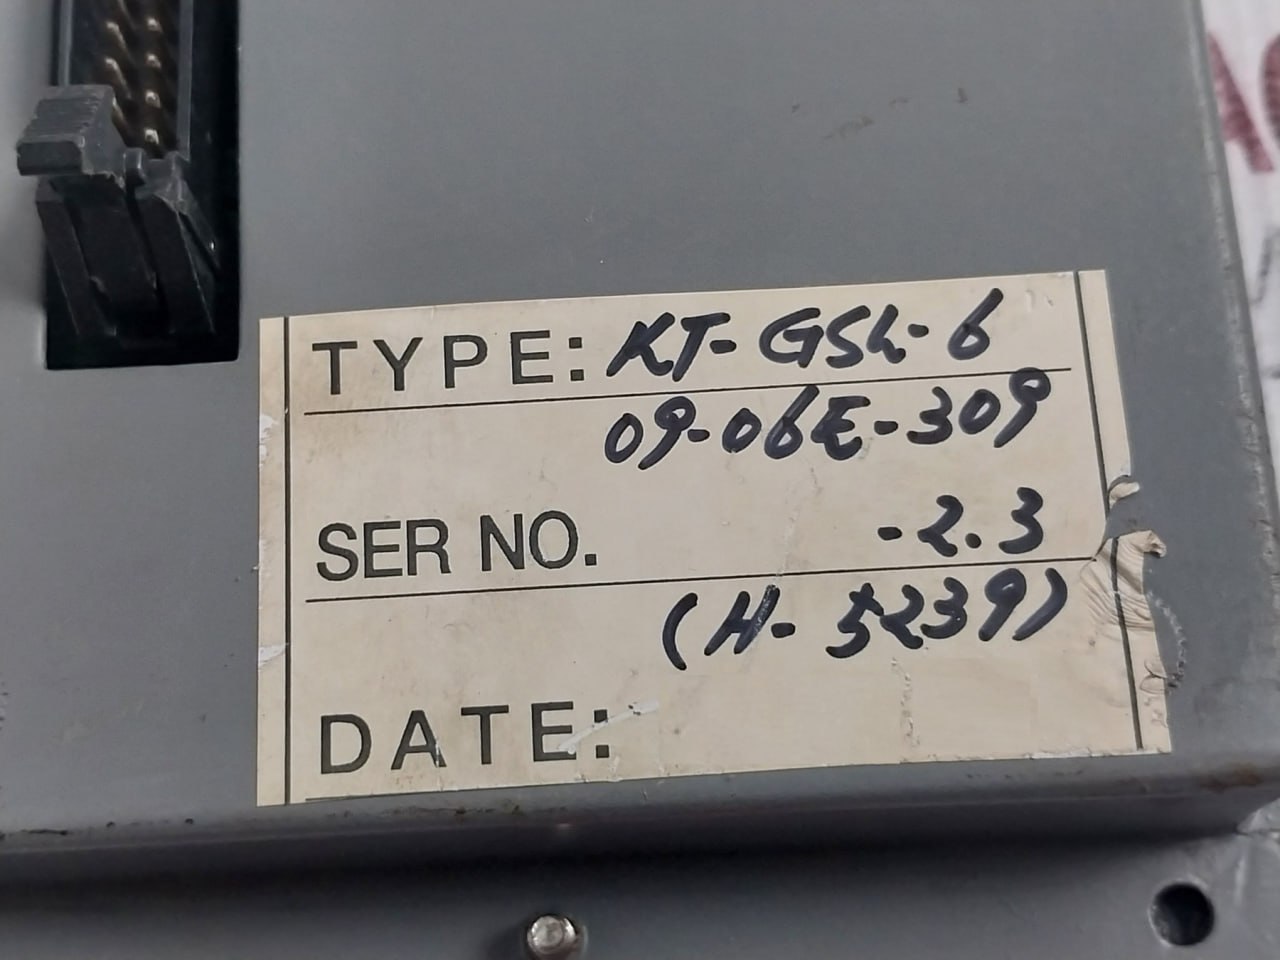 TYPE: KT-GSL-6
09-06E-309
SER NO. -2.3
(H-5239)
DATE: